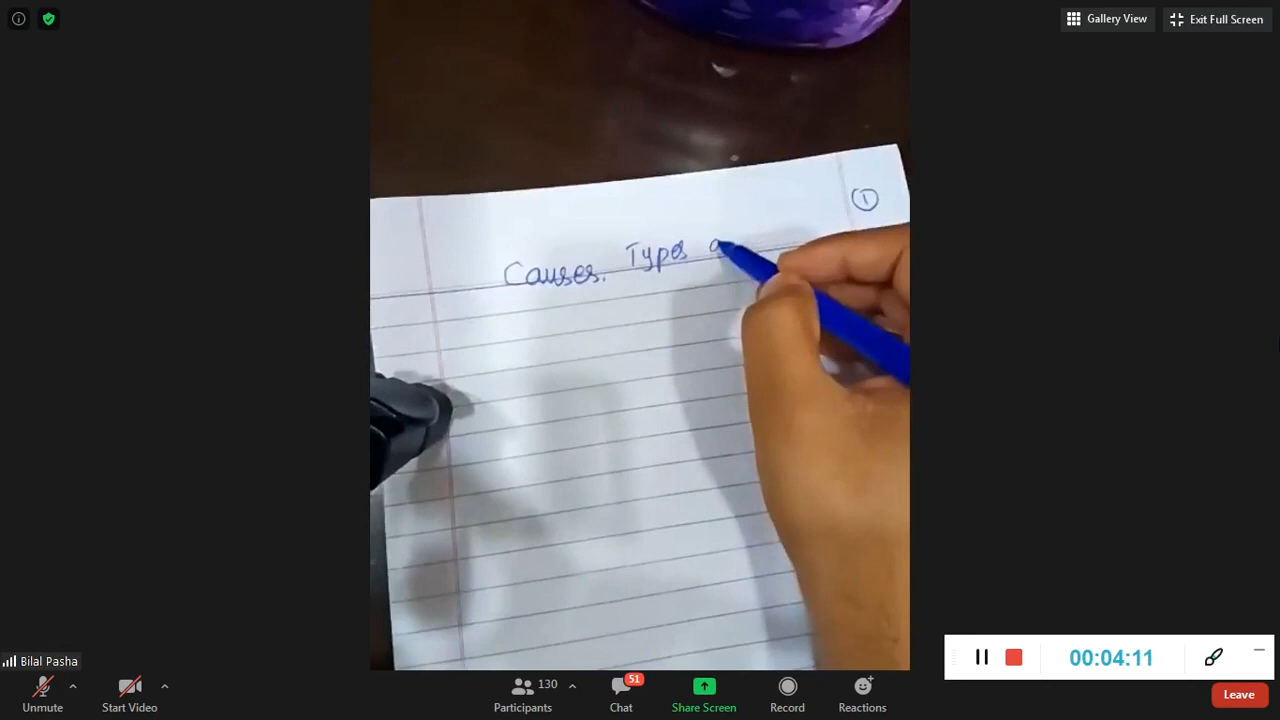 Gallery View
Exit Full Screen
1
Causes. Types
Bilal Pasha
00:04:11
Unmute
Start Video
130
Participants
51
Chat
Share Screen
Record
Reactions
Leave